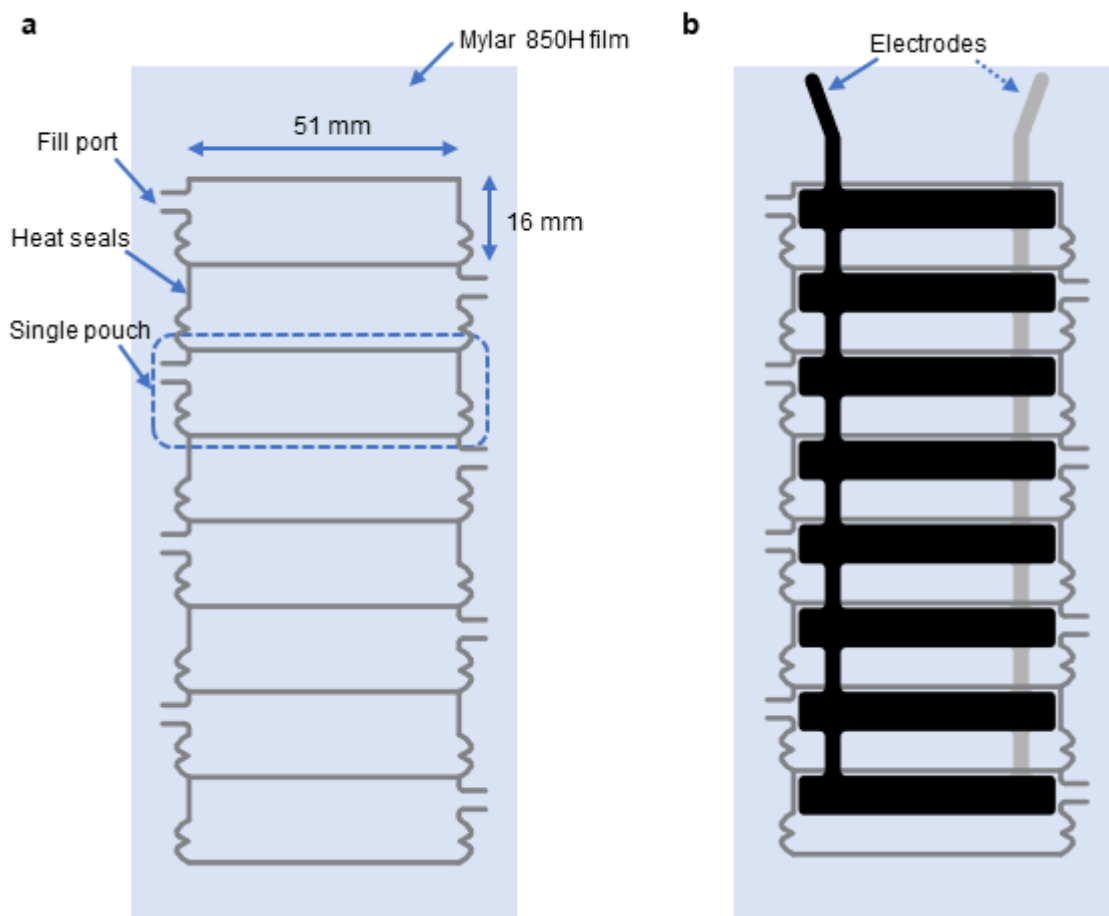 a
Mylar 850H film
51 mm
Fill port
16 mm
Heat seals
Single pouch
b
Electrodes